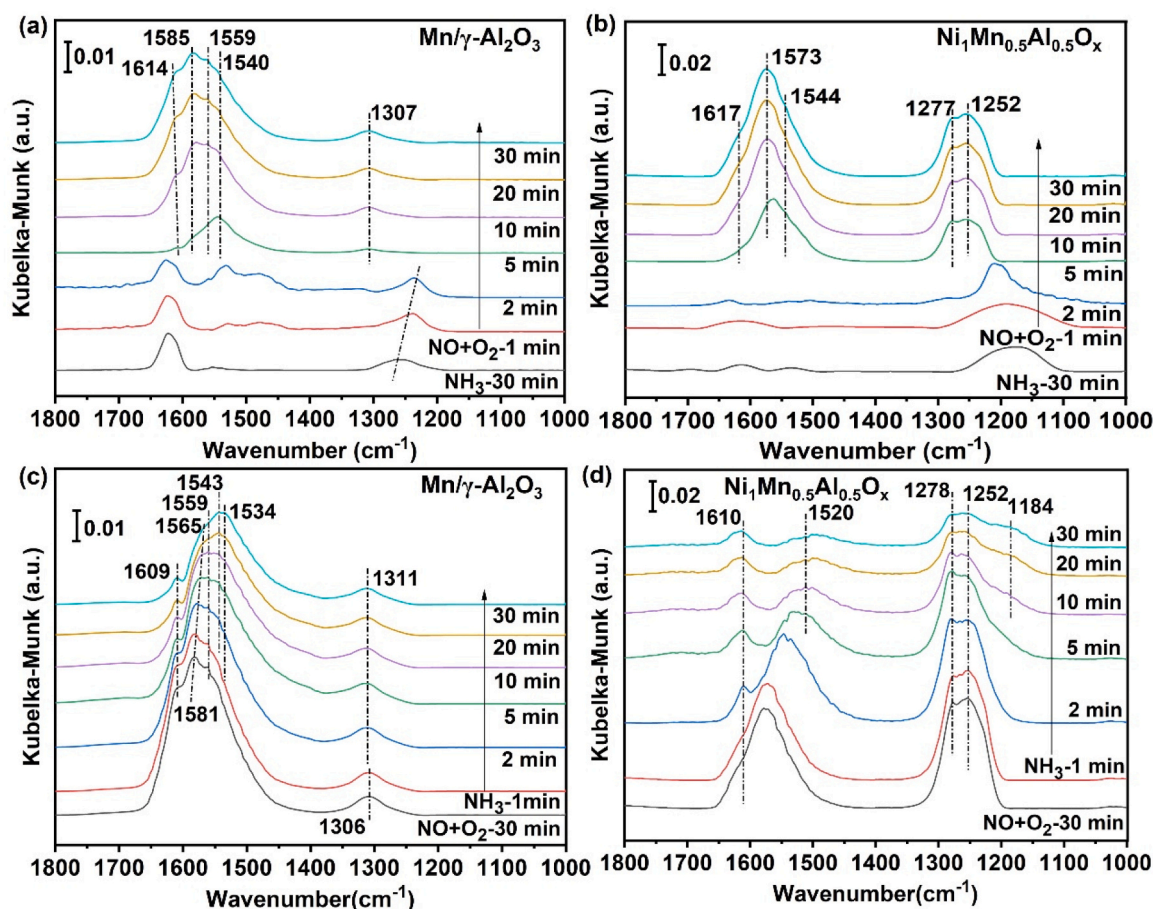 (a)
Mn/γ-Al2O3
0.01
1585
1559
1614
1540
1307
30 min
20 min
10 min
5 min
2 min
NO+O2-1 min
NH3-30 min
Kubelka-Munk (a.u.)
1800 1700 1600 1500 1400 1300 1200 1100 1000
Wavenumber (cm-1)
(b)
Ni1Mn0.5Al0.5Ox
0.02
1573
1544
1617
1277
1252
30 min
20 min
10 min
5 min
2 min
NO+O2-1 min
NH3-30 min
Kubelka-Munk (a.u.)
1800 1700 1600 1500 1400 1300 1200 1100 1000
Wavenumber (cm-1)
(c)
Mn/γ-Al2O3
0.01
1543
1559
1534
1565
1609
1311
1581
1306
30 min
20 min
10 min
5 min
2 min
NH3-1min
NO+O2-30 min
Kubelka-Munk (a.u.)
1800 1700 1600 1500 1400 1300 1200 1100 1000
Wavenumber(cm-1)
(d)
Ni1Mn0.5Al0.5Ox
0.02
1610
1520
1278
1252
1184
30 min
20 min
10 min
5 min
2 min
NH3-1 min
NO+O2-30 min
Kubelka-Munk (a.u.)
1800 1700 1600 1500 1400 1300 1200 1100 1000
Wavenumber(cm-1)